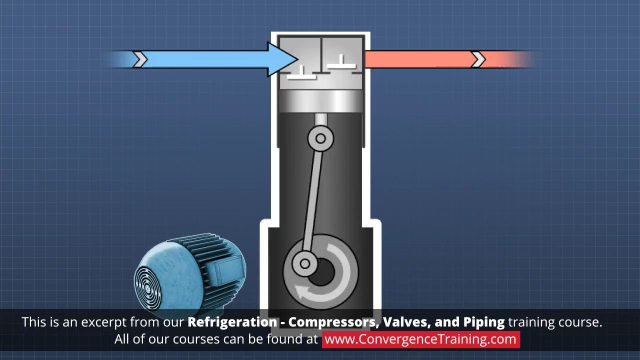 This is an excerpt from our Refrigeration - Compressors, Valves, and Piping training course.
All of our courses can be found at www.ConvergenceTraining.com